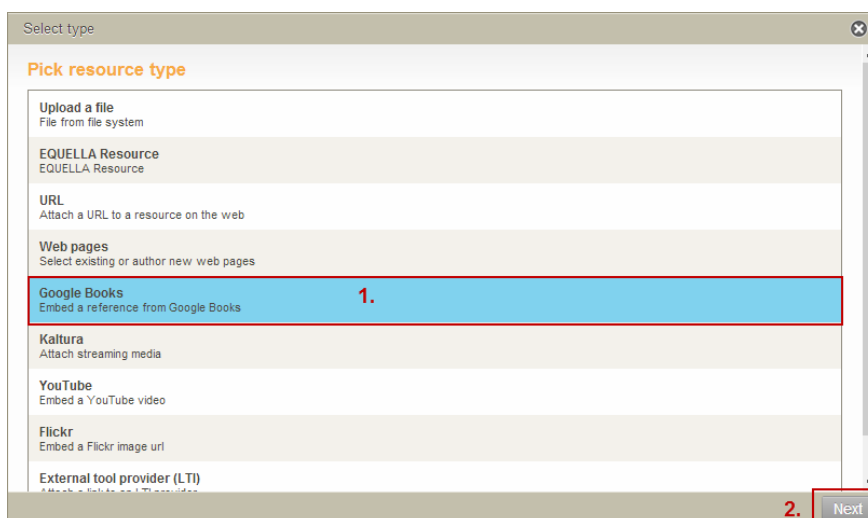 Select type
Pick resource type
Upload a file
File from file system
EQUELLA Resource
EQUELLA Resource
URL
Attach a URL to a resource on the web
Web pages
Select existing or author new web pages
Google Books
1.
Embed a reference from Google Books
Kaltura
Attach streaming media
YouTube
Embed a YouTube video
Flickr
Embed a Flickr image url
External tool provider (LTI)
2.
Next